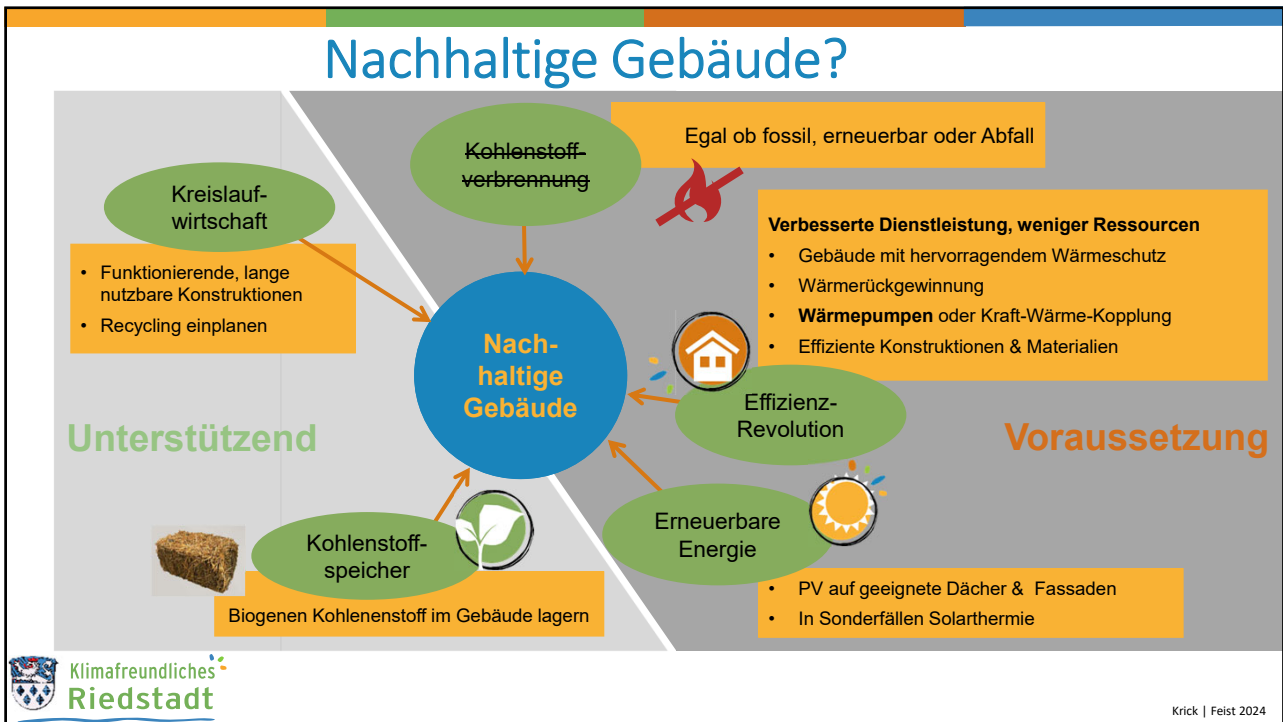 Nachhaltige Gebäude?
Kohlenstoff-
verbrennung
Egal ob fossil, erneuerbar oder Abfall
Kreislauf-
wirtschaft
• Funktionierende, lange
nutzbare Konstruktionen
• Recycling einplanen
Verbesserte Dienstleistung, weniger Ressourcen
• Gebäude mit hervorragendem Wärmeschutz
• Wärmerückgewinnung
• Wärmepumpen oder Kraft-Wärme-Kopplung
• Effiziente Konstruktionen & Materialien
Nach-
haltige
Gebäude
Effizienz-
Revolution
Unterstützend
Voraussetzung
Kohlenstoff-
speicher
Biogenen Kohlenenstoff im Gebäude lagern
Erneuerbare
Energie
• PV auf geeignete Dächer & Fassaden
• In Sonderfällen Solarthermie
Klimafreundliches
Riedstadt
Krick | Feist 2024